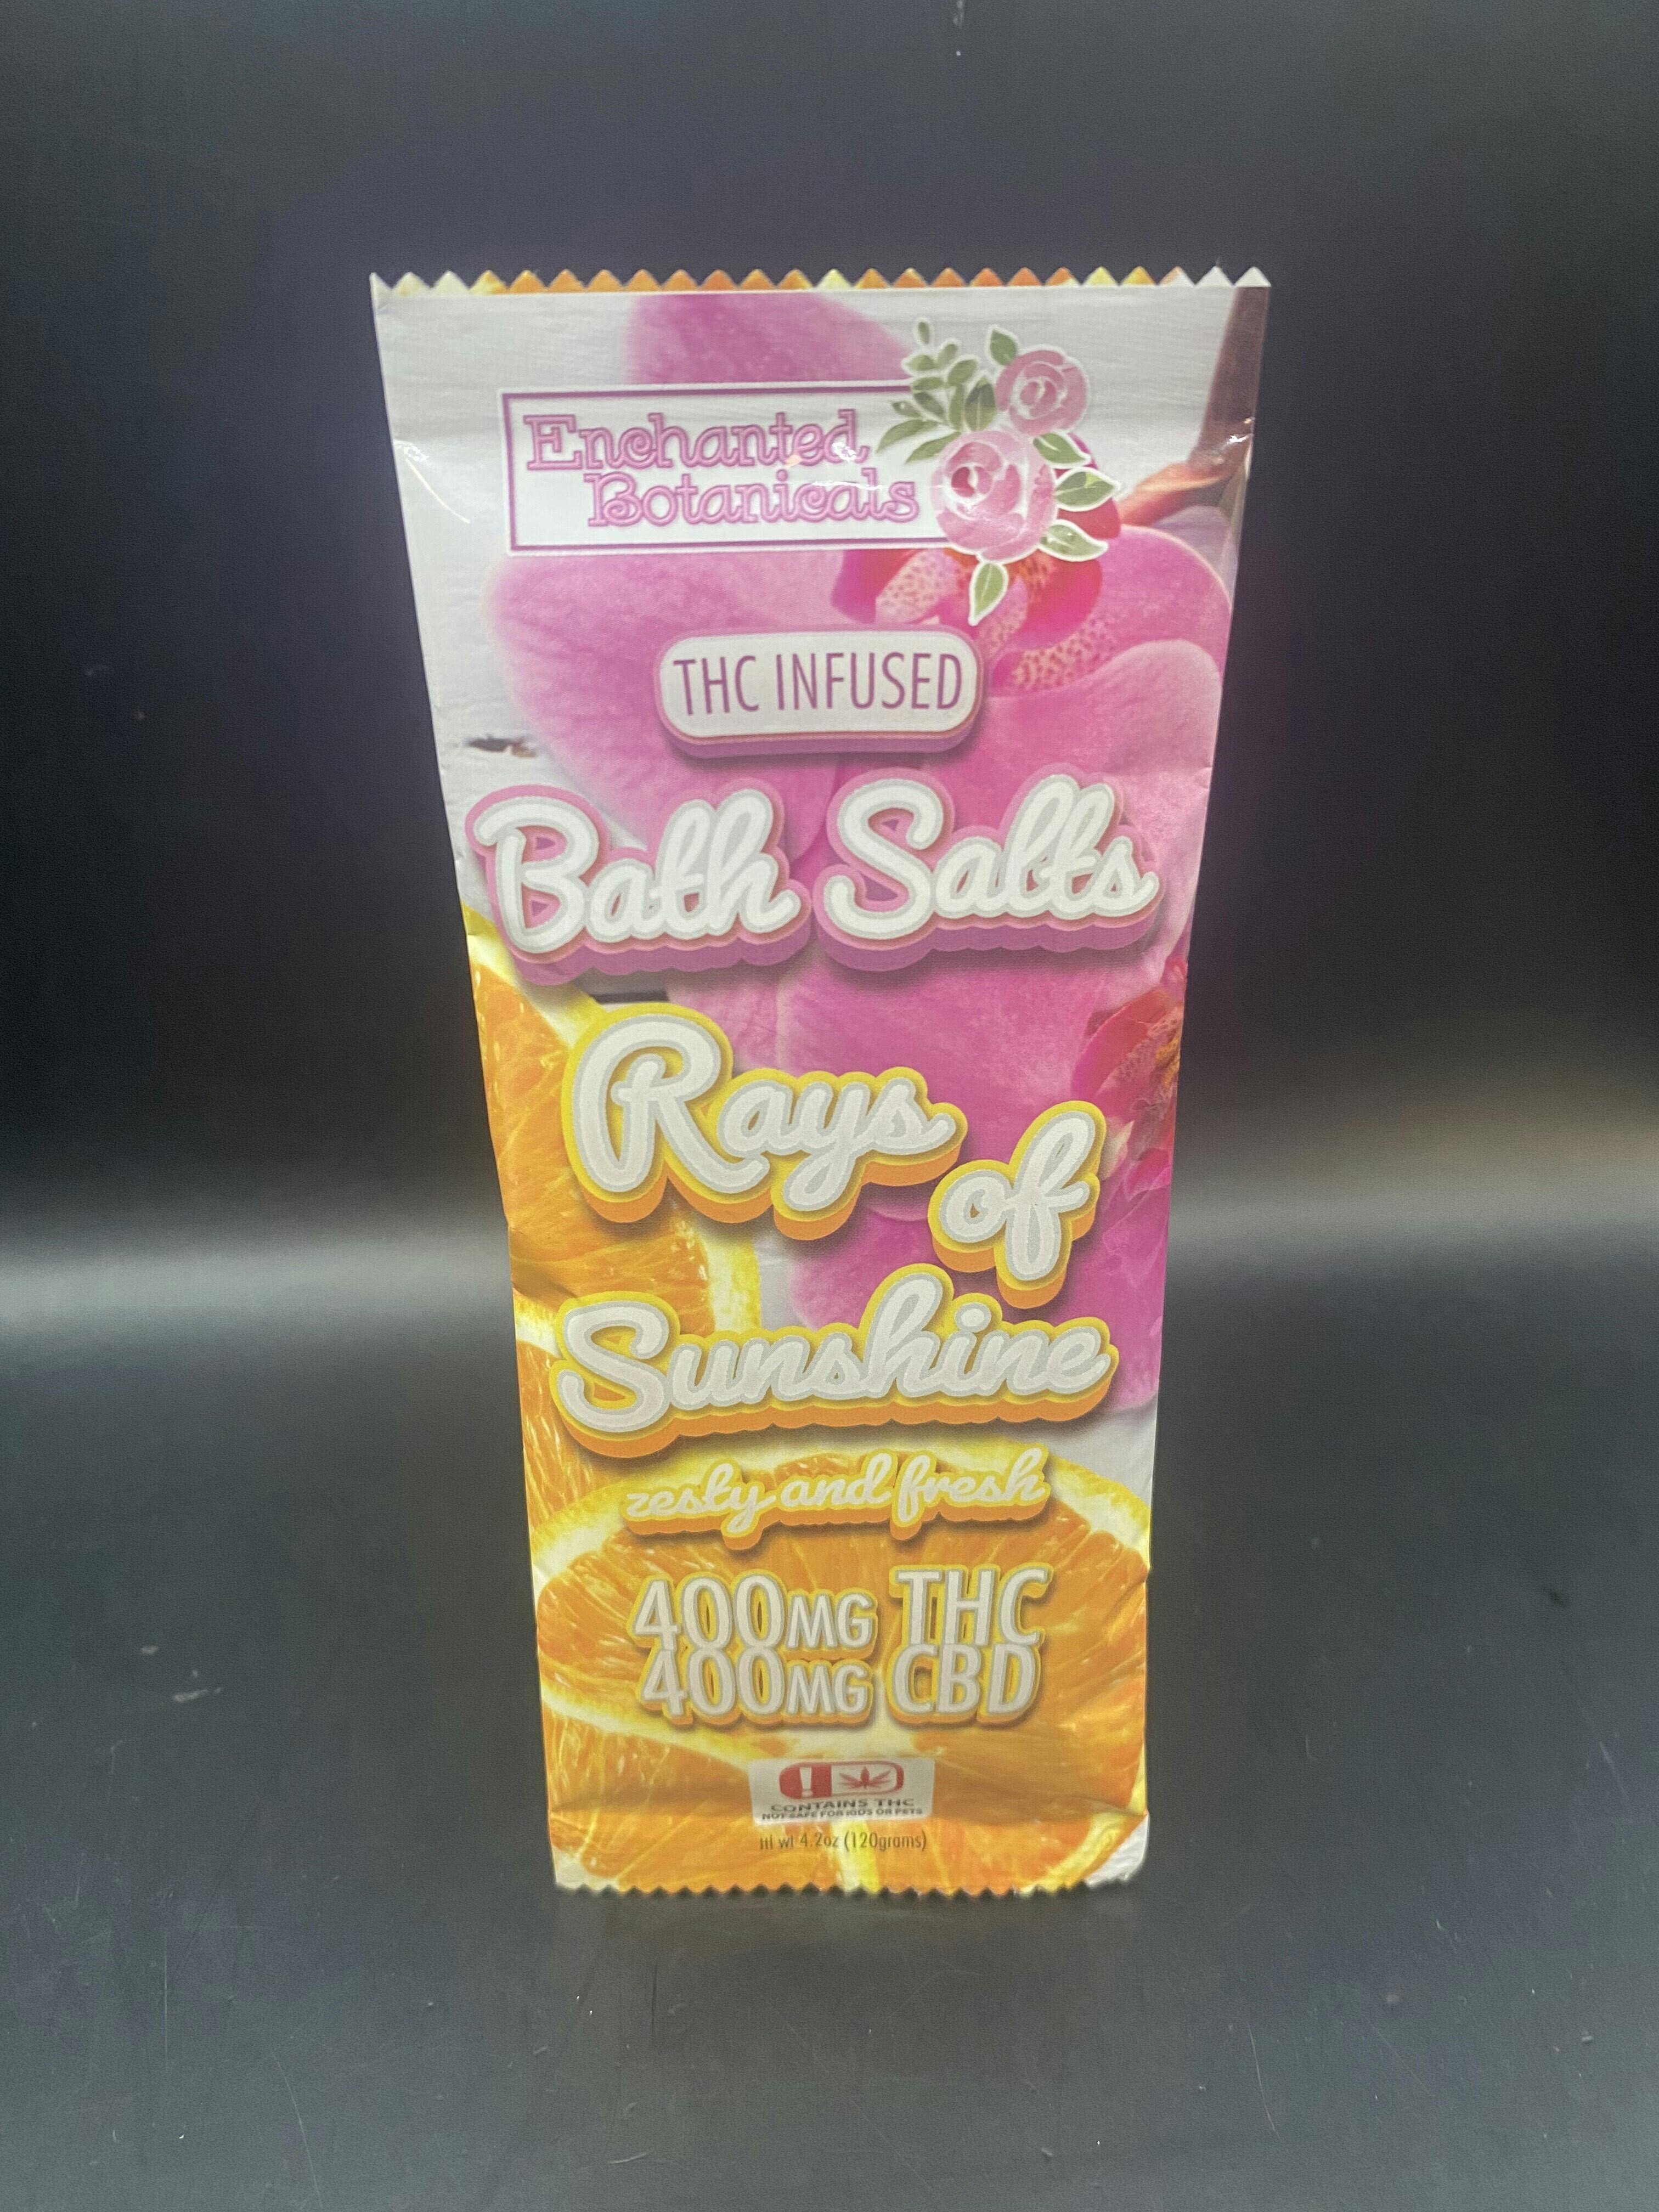 Enchanted
Botanicals
THC INFUSED
Bath Salts
Rays
of
Sunshine
zesty and fresh
400MG THC
400MG CBD
!
CONTAINS THC
NOT SAFE FOR KIDS OR PETS
wt 4.2oz (120grams)